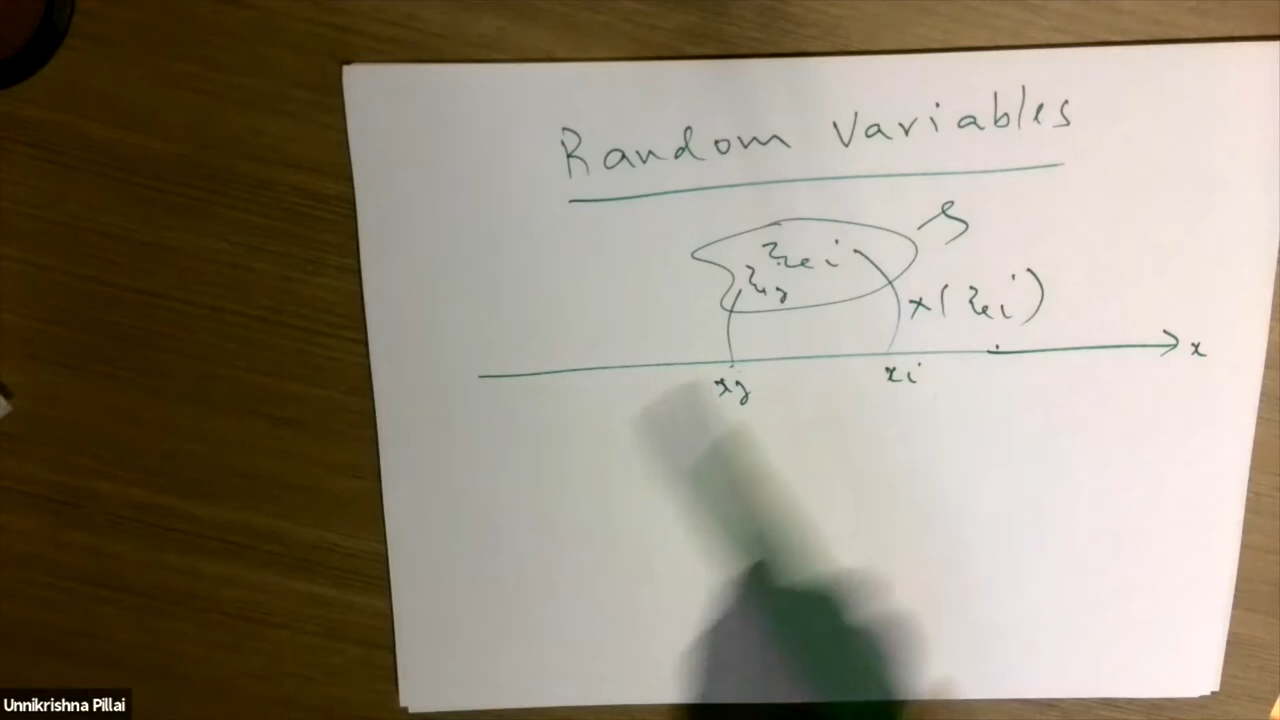 Random Variables
S
ξi
ξj
X(ξi)
x
xj
xi
Unnikrishna Pillai